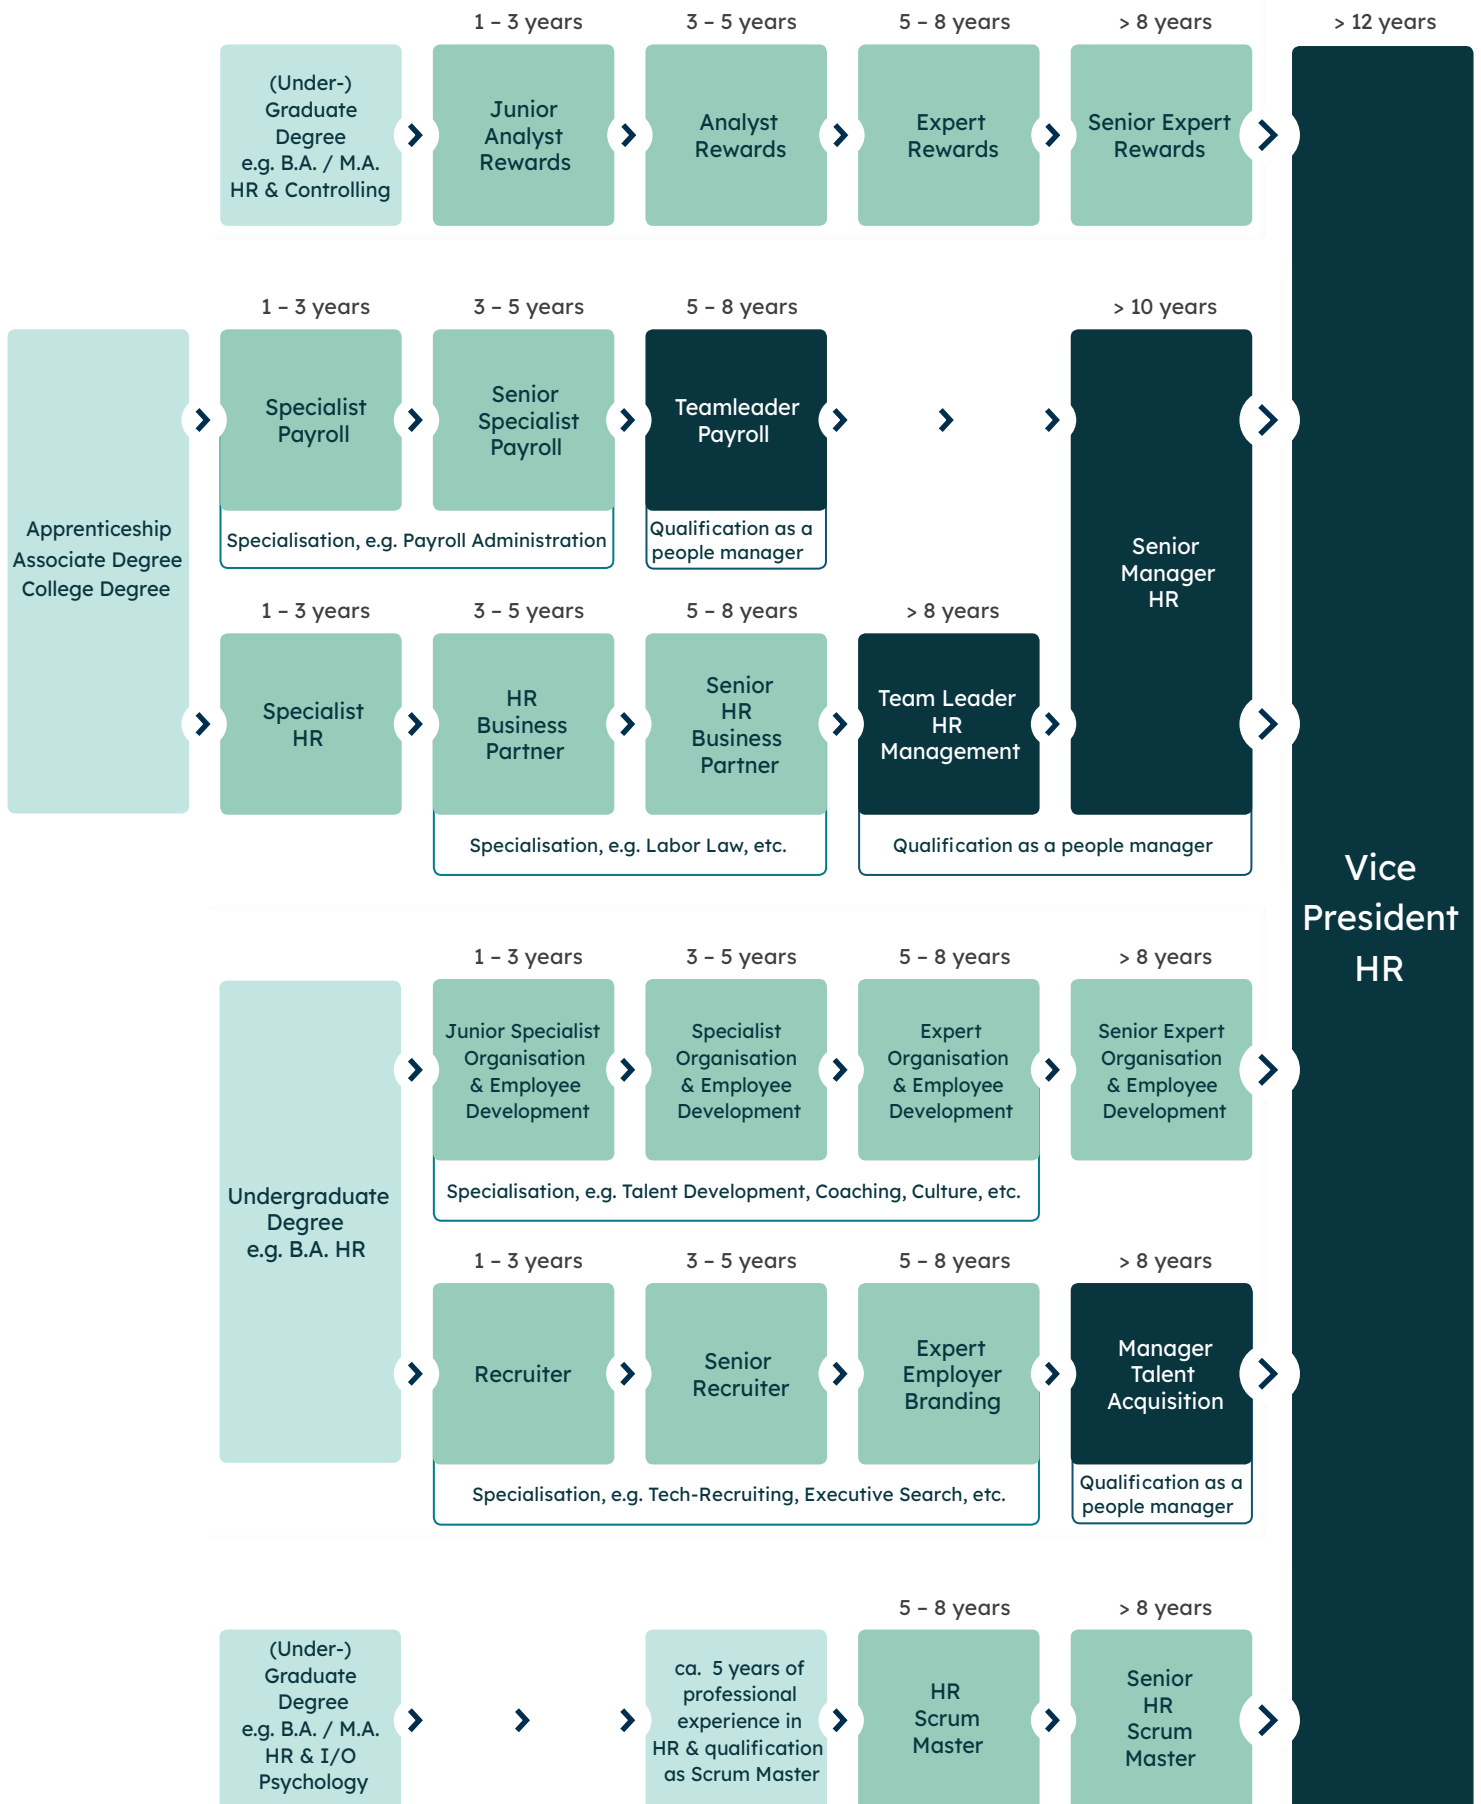 1 – 3 years
3 – 5 years
5 – 8 years
> 8 years
> 12 years
(Under-)
Graduate
Degree
e.g. B.A. / M.A.
HR & Controlling
Junior
Analyst
Rewards
Analyst
Rewards
Expert
Rewards
Senior Expert
Rewards
1 – 3 years
3 – 5 years
5 – 8 years
> 10 years
Apprenticeship
Associate Degree
College Degree
Specialist
Payroll
Senior
Specialist
Payroll
Teamleader
Payroll
Specialisation, e.g. Payroll Administration
Qualification as a
people manager
Senior
Manager
HR
1 – 3 years
3 – 5 years
5 – 8 years
> 8 years
Specialist
HR
HR
Business
Partner
Senior
HR
Business
Partner
Team Leader
HR
Management
Specialisation, e.g. Labor Law, etc.
Qualification as a people manager
Vice
President
HR
1 – 3 years
3 – 5 years
5 – 8 years
> 8 years
Undergraduate
Degree
e.g. B.A. HR
Junior Specialist
Organisation
& Employee
Development
Specialist
Organisation
& Employee
Development
Expert
Organisation
& Employee
Development
Senior Expert
Organisation
& Employee
Development
Specialisation, e.g. Talent Development, Coaching, Culture, etc.
1 – 3 years
3 – 5 years
5 – 8 years
> 8 years
Recruiter
Senior
Recruiter
Expert
Employer
Branding
Manager
Talent
Acquisition
Specialisation, e.g. Tech-Recruiting, Executive Search, etc.
Qualification as a
people manager
5 – 8 years
> 8 years
(Under-)
Graduate
Degree
e.g. B.A. / M.A.
HR & I/O
Psychology
ca. 5 years of
professional
experience in
HR & qualification
as Scrum Master
HR
Scrum
Master
Senior
HR
Scrum
Master